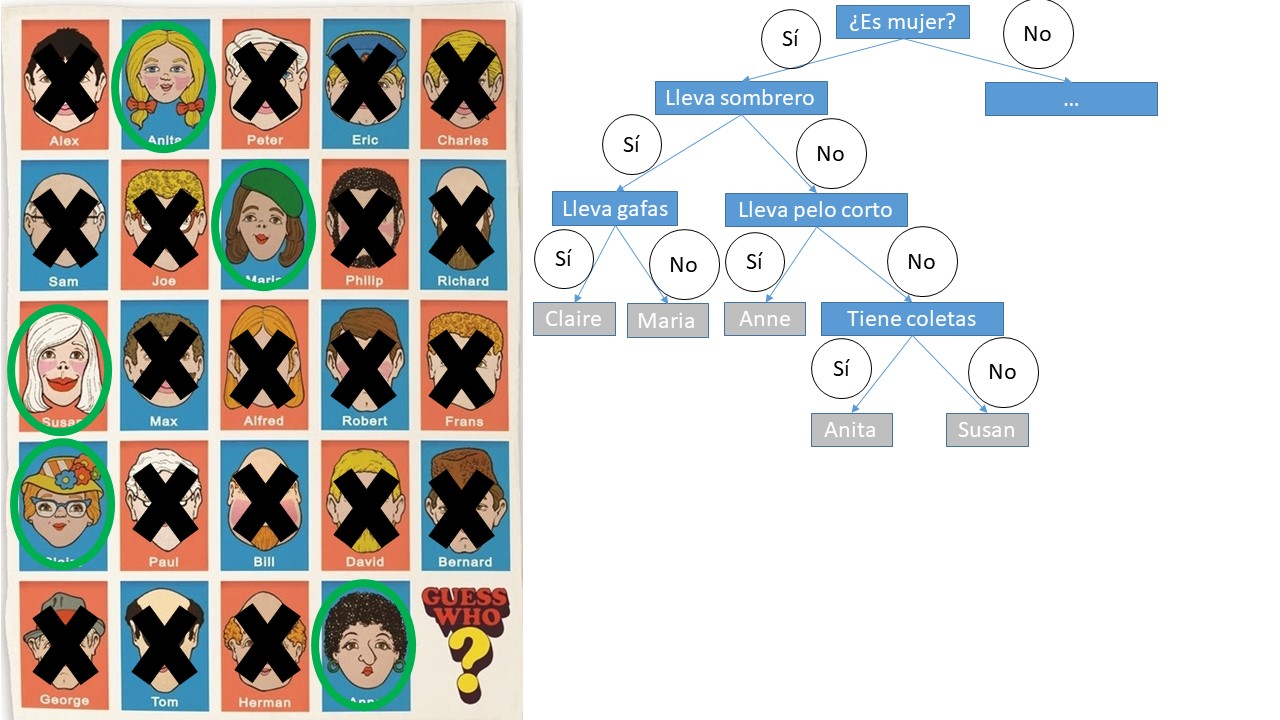 Alex
Anita
Peter
Eric
Charles
Sam
Joe
Maria
Philip
Richard
Susan
Max
Alfred
Robert
Frans
Paul
Bill
David
Bernard
George
Tom
Herman
GUESS
WHO
?
¿Es mujer?
Sí
No
Lleva sombrero
...
Sí
No
Lleva gafas
Lleva pelo corto
Sí
No
Sí
No
Claire
Maria
Anne
Tiene coletas
Sí
No
Anita
Susan